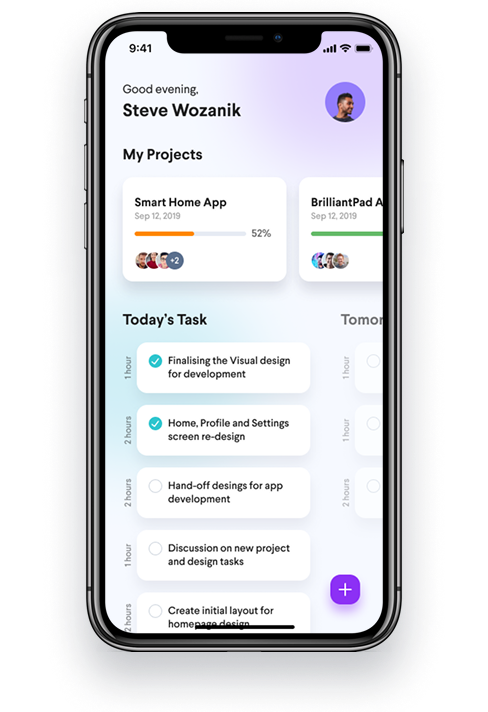 9:41
Good evening,
Steve Wozanik
My Projects
Smart Home App
Sep 12, 2019
52%
+2
BrilliantPad A
Sep 12, 2019
Today's Task
Tomor
1 hour
Finalising the Visual design
for development
1 hour
2 hours
Home, Profile and Settings
screen re-design
1 hour
2 hours
Hand-off desings for app
development
2 hours
1 hour
Discussion on new project
and design tasks
2 hours
Create initial layout for
homepage design